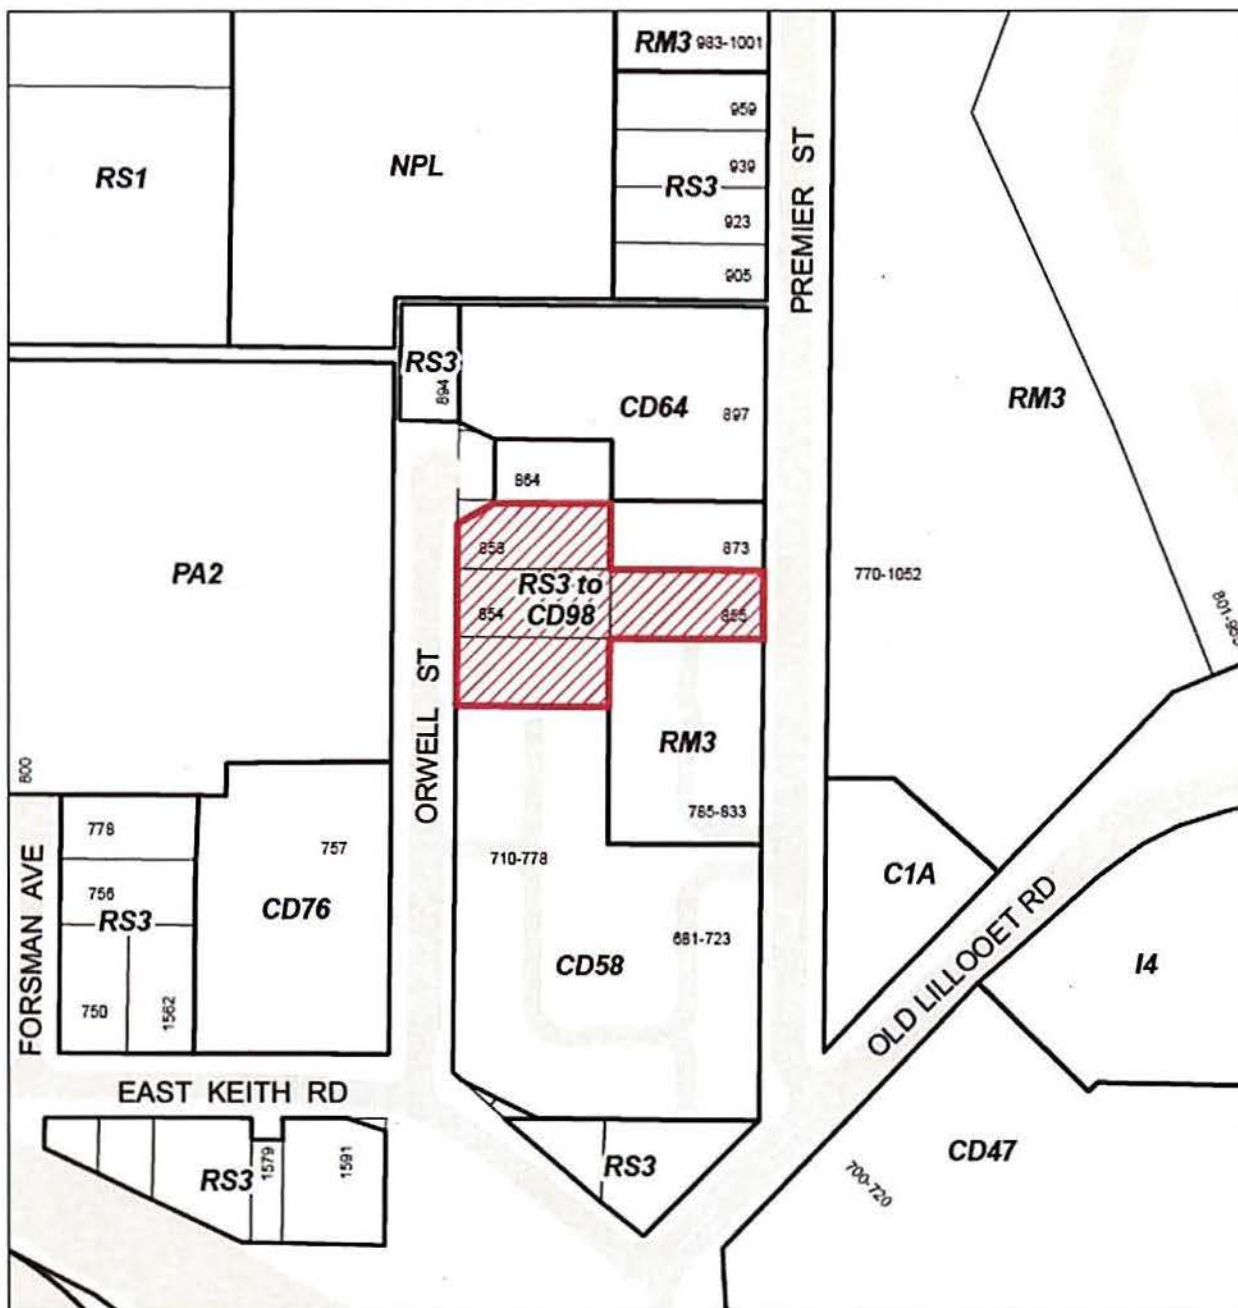 RM3 983-1001
959
RS1
NPL
939
RS3
923
PREMIER ST
905
RS3
894
CD64
897
RM3
864
858
873
PA2
RS3 to
CD98
770-1052
854
855
ORWELL ST
RM3
800
785-833
778
757
710-778
FORSMAN AVE
756
RS3
CD76
C1A
681-723
CD58
I4
OLD LILLOOET RD
750
1562
EAST KEITH RD
RS3
1579
1591
RS3
CD47
700-720